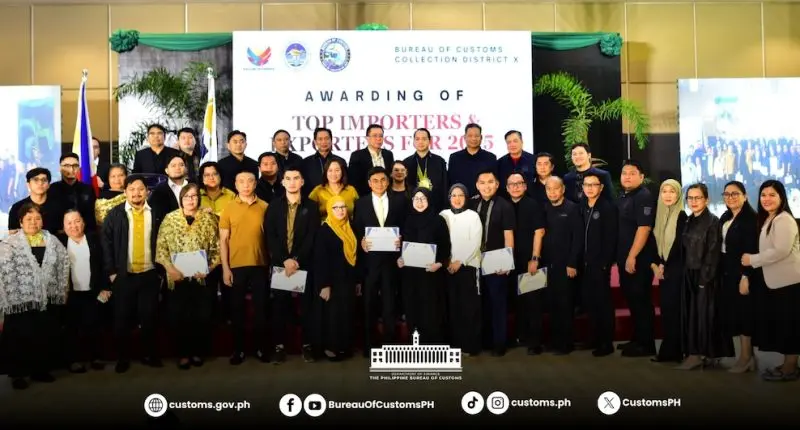 BUREAU OF CUSTOMS
COLLECTION DISTRICT X
AWARDING OF
TOP IMPORTERS &
FOR
DEPARTMENT OF FINANCE
THE PHILIPPINE BUREAU OF CUSTOMS
customs.gov.ph
BureauOfCustomsPH
customs.ph
CustomsPH